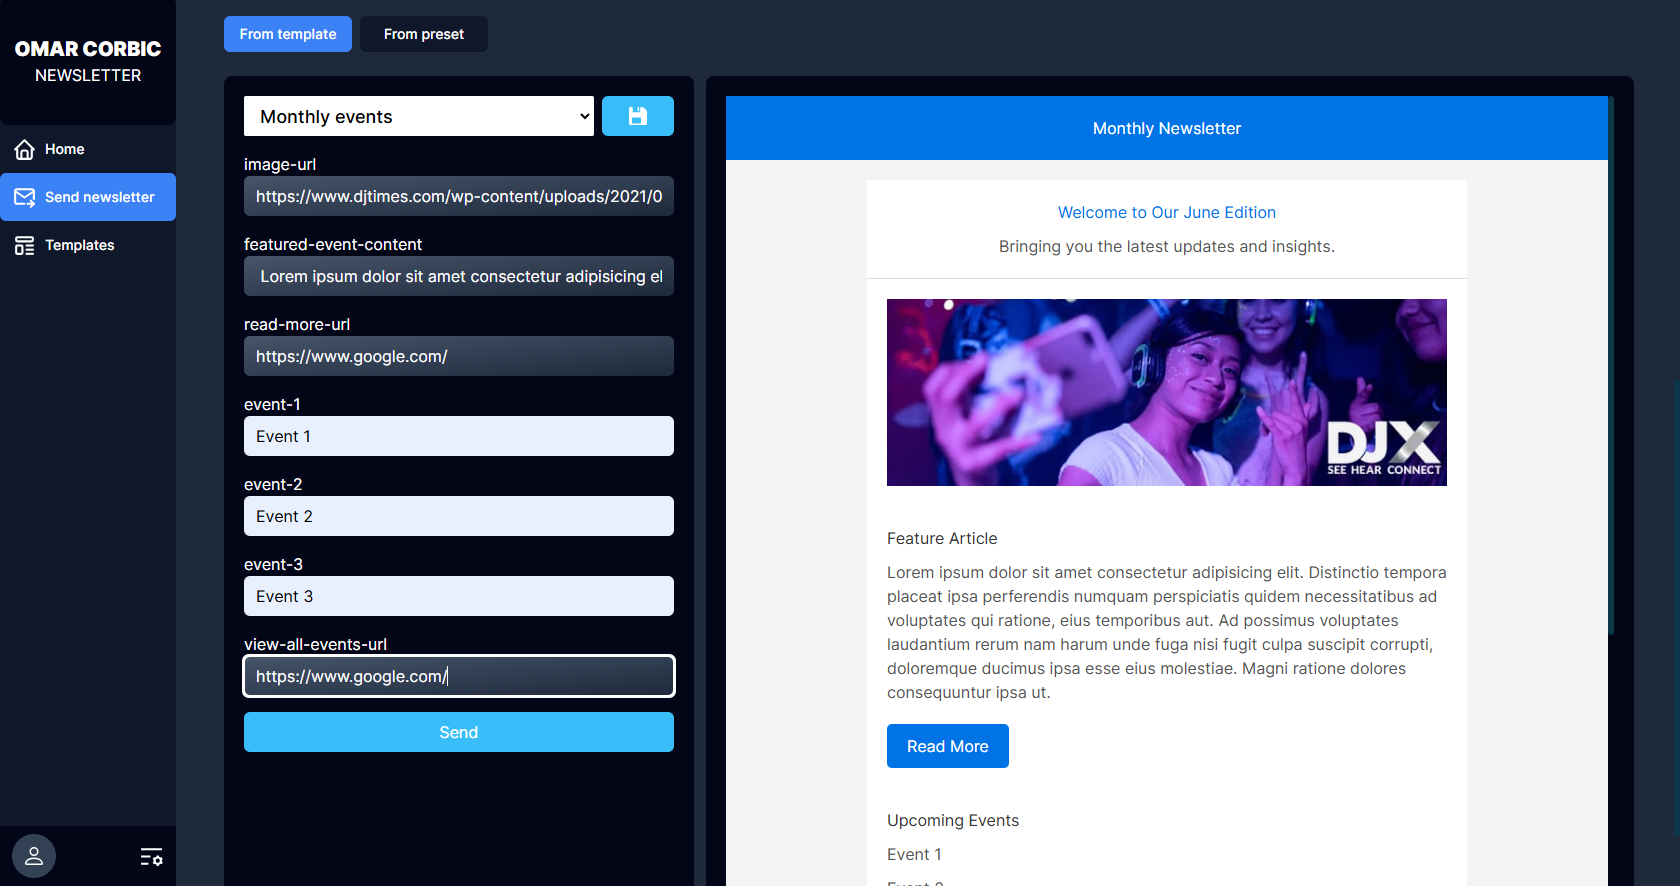 OMAR CORBIC
NEWSLETTER
Home
Send newsletter
Templates
From template
From preset
Monthly events
image-url
https://www.djtimes.com/wp-content/uploads/2021/0
featured-event-content
Lorem ipsum dolor sit amet consectetur adipisicing el
read-more-url
https://www.google.com/
event-1
Event 1
event-2
Event 2
event-3
Event 3
view-all-events-url
https://www.google.com/
Send
Monthly Newsletter
Welcome to Our June Edition
Bringing you the latest updates and insights.
DJX
SEE HEAR CONNECT
Feature Article
Lorem ipsum dolor sit amet consectetur adipisicing elit. Distinctio tempora
placeat ipsa perferendis numquam perspiciatis quidem necessitatibus ad
voluptates qui ratione, eius temporibus aut. Ad possimus voluptates
laudantium rerum nam harum unde fuga nisi fugit culpa suscipit corrupti,
doloremque ducimus ipsa esse eius molestiae. Magni ratione dolores
consequuntur ipsa ut.
Read More
Upcoming Events
Event 1
Event 2